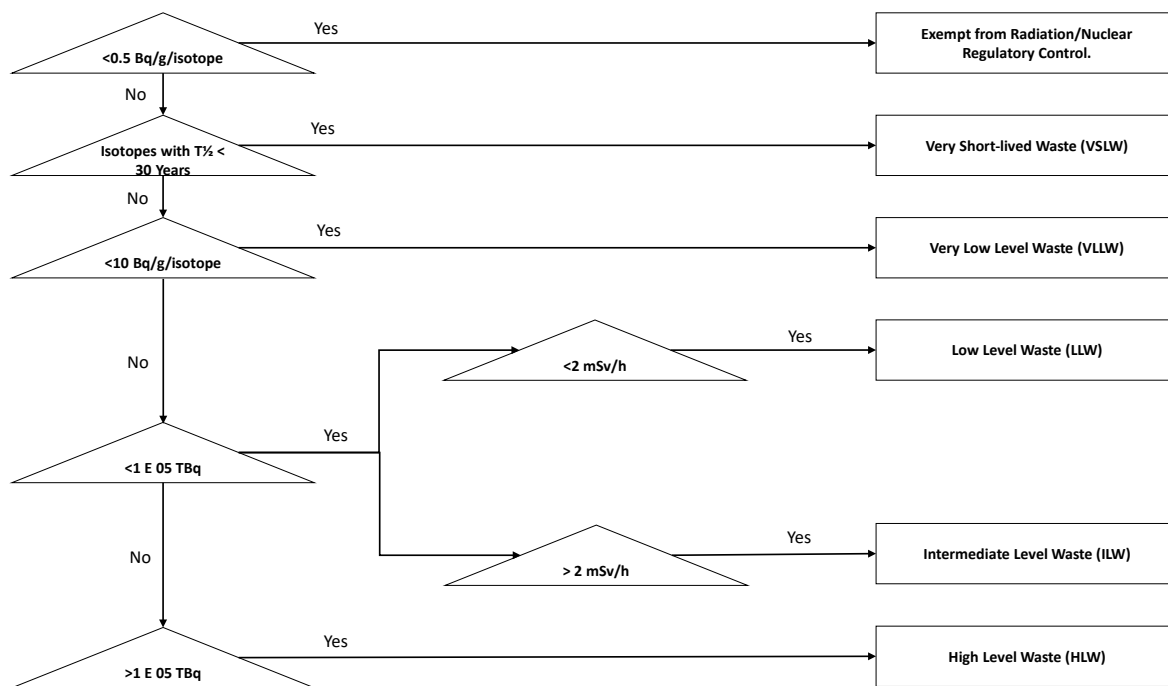 Yes
<0.5 Bq/g/isotope
Exempt from Radiation/Nuclear
Regulatory Control.
No
Yes
Isotopes with T½ <
30 Years
Very Short-lived Waste (VSLW)
No
Yes
<10 Bq/g/isotope
Very Low Level Waste (VLLW)
No
<2 mSv/h
Yes
Low Level Waste (LLW)
Yes
<1 E 05 TBq
No
> 2 mSv/h
Yes
Intermediate Level Waste (ILW)
Yes
>1 E 05 TBq
High Level Waste (HLW)